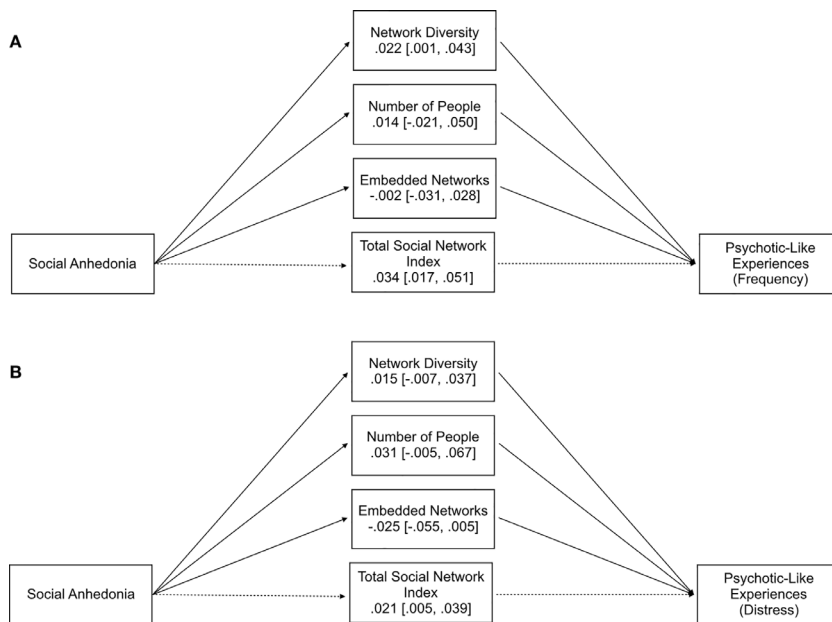 A
Network Diversity
.022 [.001, .043]
Number of People
.014 [-.021, .050]
Embedded Networks
-.002 [-.031, .028]
Social Anhedonia
Total Social Network
Index
.034 [.017, .051]
Psychotic-Like
Experiences
(Frequency)
B
Network Diversity
.015 [-.007, .037]
Number of People
.031 [-.005, .067]
Embedded Networks
-.025 [-.055, .005]
Social Anhedonia
Total Social Network
Index
.021 [.005, .039]
Psychotic-Like
Experiences
(Distress)